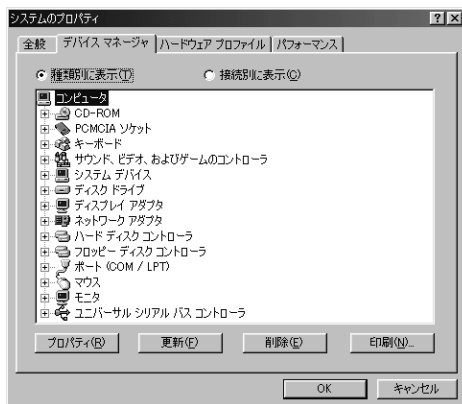 システムのプロパティ
全般 デバイス マネージャ ハードウェア プロファイル パフォーマンス
種類別に表示(T) 接続別に表示(C)
コンピュータ
CD-ROM
PCMCIA ソケット
キーボード
サウンド、ビデオ、およびゲームのコントローラ
システム デバイス
ディスク ドライブ
ディスプレイ アダプタ
ネットワーク アダプタ
ハード ディスク コントローラ
フロッピー ディスク コントローラ
ポート (COM / LPT)
マウス
モニタ
ユニバーサル シリアル バス コントローラ
プロパティ(R) 更新(F) 削除(E) 印刷(N)...
OK キャンセル